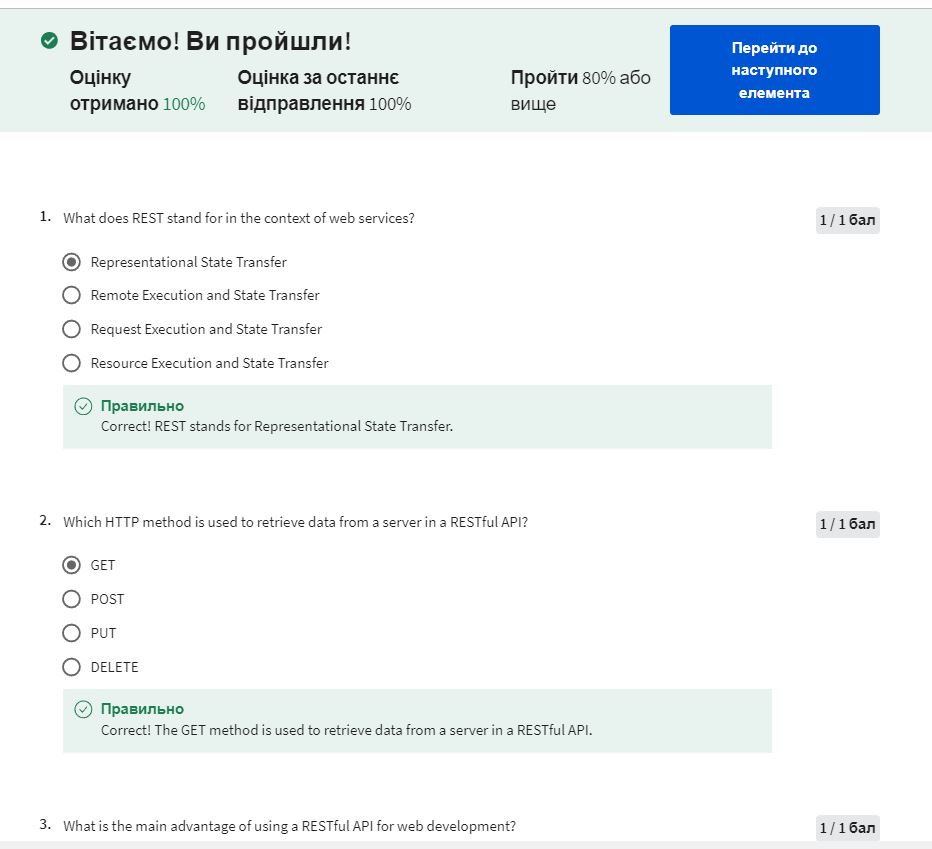 Вітаємо! Ви пройшли!
Оцінку отримано 100%
Оцінка за останнє відправлення 100%
Пройти 80% або вище
Перейти до наступного елемента
1. What does REST stand for in the context of web services?
1 / 1 бал
Representational State Transfer
Remote Execution and State Transfer
Request Execution and State Transfer
Resource Execution and State Transfer
Правильно
Correct! REST stands for Representational State Transfer.
2. Which HTTP method is used to retrieve data from a server in a RESTful API?
1 / 1 бал
GET
POST
PUT
DELETE
Правильно
Correct! The GET method is used to retrieve data from a server in a RESTful API.
3. What is the main advantage of using a RESTful API for web development?
1 / 1 бал